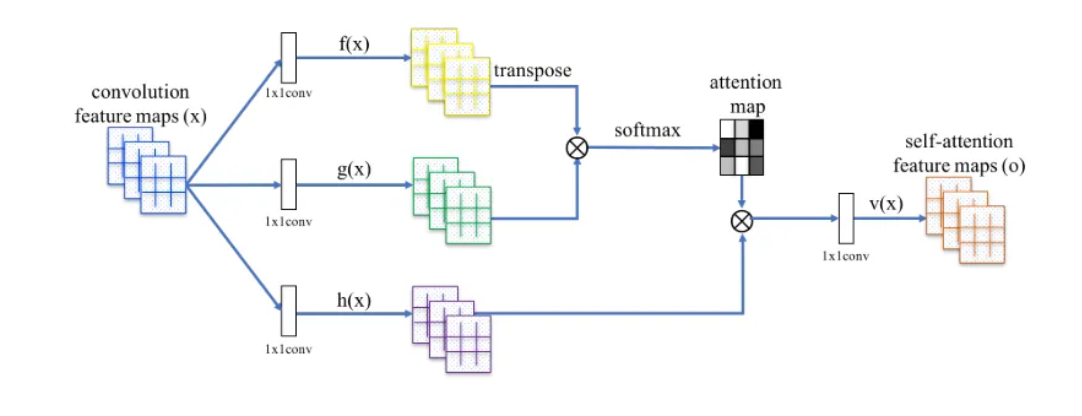 convolution
feature maps (x)
f(x)
1x1conv
transpose
g(x)
1x1conv
h(x)
1x1conv
softmax
attention
map
1x1conv
v(x)
self-attention
feature maps (o)